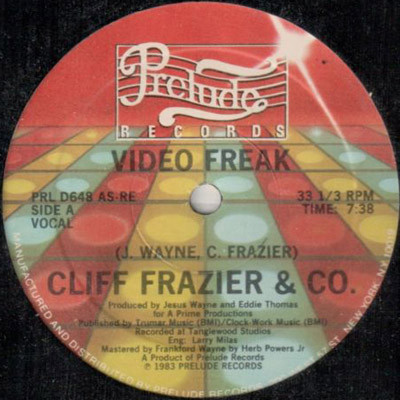 Prelude
RECORDS
VIDEO FREAK
PRL D648 AS-RE
SIDE A
VOCAL
33 1/3 RPM
TIME: 7:38
(J. WAYNE, C. FRAZIER)
CLIFF FRAZIER & CO.
Produced by Jesus Wayne and Eddie Thomas
for A Prime Productions
Published by Trumar Music (BMI)/Clock Work Music (BMI)
Recorded at Tanglewood Studios
Eng: Larry Milas
Mastered by Frankford Wayne by Herb Powers Jr
A Product of Prelude Records
℗ 1983 PRELUDE RECORDS
MANUFACTURED AND DISTRIBUTED BY PRELUDE RECORDS ST. NEW YORK, NY